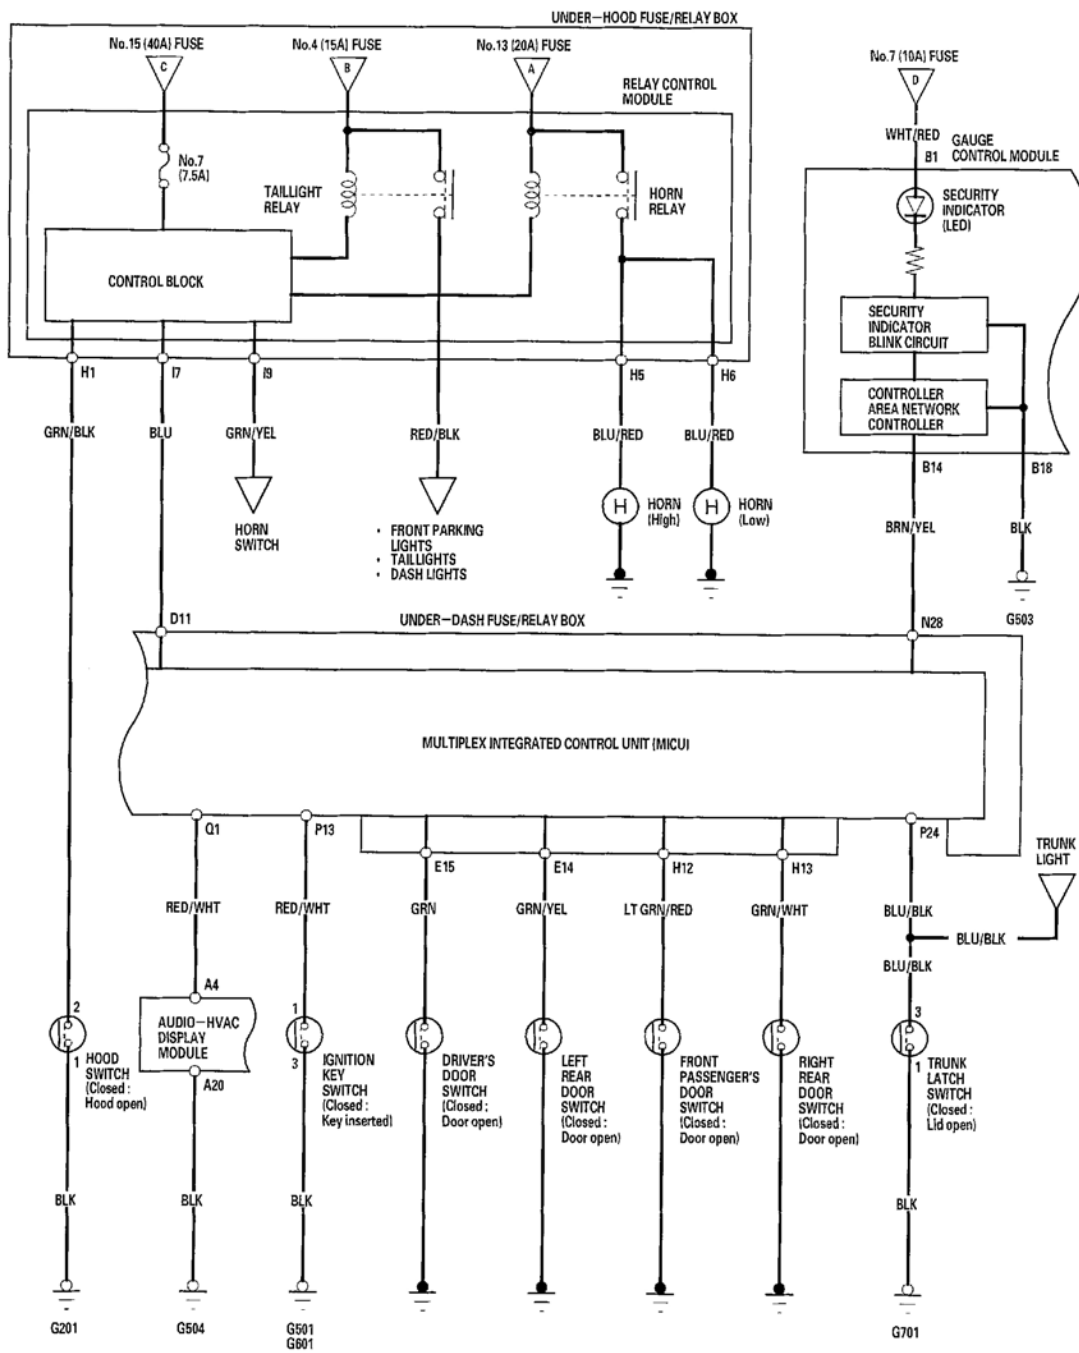 UNDER-HOOD FUSE/RELAY BOX
No.15 (40A) FUSE
No.4 (15A) FUSE
No.13 (20A) FUSE
No.7 (10A) FUSE
C
B
A
D
RELAY CONTROL
MODULE
WHT/RED
B1
GAUGE
CONTROL MODULE
No.7
(7.5A)
TAILLIGHT
RELAY
HORN
RELAY
SECURITY
INDICATOR
(LED)
CONTROL BLOCK
SECURITY
INDICATOR
BLINK CIRCUIT
CONTROLLER
AREA NETWORK
CONTROLLER
H1
I7
I9
H5
H6
GRN/BLK
BLU
GRN/YEL
RED/BLK
BLU/RED
BLU/RED
B14
B18
HORN
SWITCH
• FRONT PARKING
LIGHTS
• TAILLIGHTS
• DASH LIGHTS
H
HORN
(High)
H
HORN
(Low)
BRN/YEL
BLK
G503
D11
UNDER-DASH FUSE/RELAY BOX
N28
MULTIPLEX INTEGRATED CONTROL UNIT (MICU)
Q1
P13
P24
E15
E14
H12
H13
TRUNK
LIGHT
RED/WHT
RED/WHT
GRN
GRN/YEL
LT GRN/RED
GRN/WHT
BLU/BLK
BLU/BLK
BLU/BLK
2
1
HOOD
SWITCH
(Closed :
Hood open)
A4
AUDIO-HVAC
DISPLAY
MODULE
A20
1
3
IGNITION
KEY
SWITCH
(Closed :
Key inserted)
DRIVER'S
DOOR
SWITCH
(Closed :
Door open)
LEFT
REAR
DOOR
SWITCH
(Closed :
Door open)
FRONT
PASSENGER'S
DOOR
SWITCH
(Closed :
Door open)
RIGHT
REAR
DOOR
SWITCH
(Closed :
Door open)
3
1
TRUNK
LATCH
SWITCH
(Closed :
Lid open)
BLK
BLK
BLK
BLK
G201
G504
G501
G601
G701